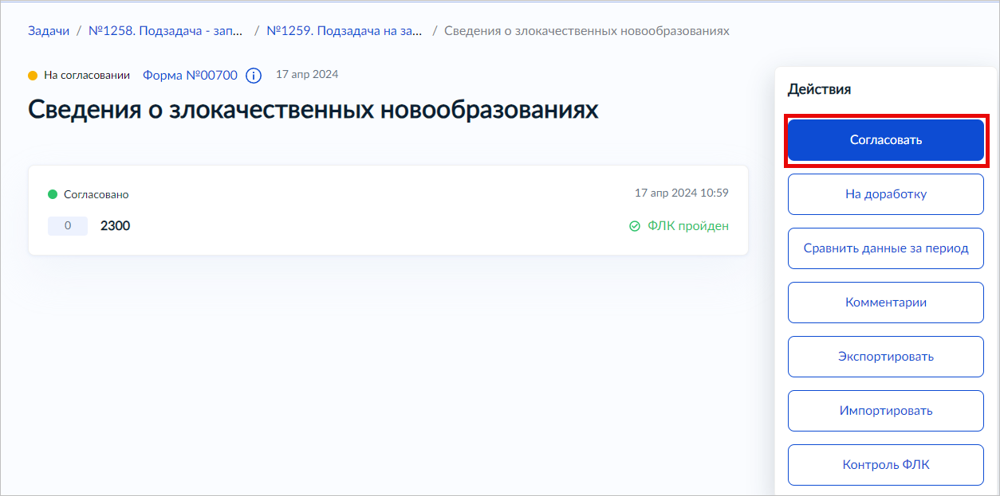 Задачи / №1258. Подзадача - зап... / №1259. Подзадача на за... / Сведения о злокачественных новообразованиях
На согласовании Форма №00700 17 апр 2024
Сведения о злокачественных новообразованиях
Согласовано 17 апр 2024 10:59
0 2300 ФЛК пройден
Действия
Согласовать
На доработку
Сравнить данные за период
Комментарии
Экспортировать
Импортировать
Контроль ФЛК